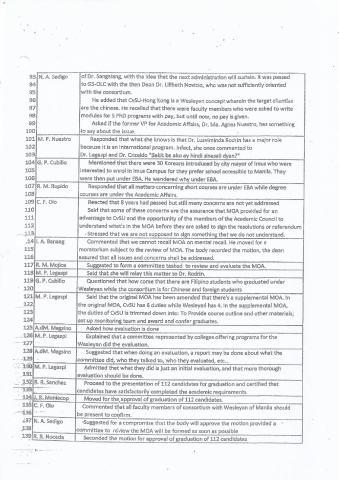 93 N. A. Sedigo of Dr. Sangalang, with the idea that the next administration will sustain. It was passed
94 to GS-OLC with the then Dean Dr. Lilibeth Novicio, who was not sufficiently oriented
95 with the consortium.
96 He added that CvSU-Hong Kong is a Wesleyan concept wherein the target clientles
97 are the chinese. He recalled that there were faculty members who were asked to write
98 modules for 5 PhD programs with pay, but until now, no pay is given.
99 Asked if the former VP for Academic Affairs, Dr. Ma. Agnes Nuestro, has something
100 to say about the issue.
101 M. F. Nuestro Responded that what she knows is that Dr. Luzviminda Rodrin has a major role
102 because it is an international program. Infact, she once commented to
103 Dr. Legaspi and Dr. "Bakit ba ako ay hindi sinasali dyan?"
104 G. P. Cubillo Mentioned that there were 30 Koreans introduced by city mayor of Imus who were
105 interested to enrol in Imus Campus for they prefer school accessible to Manila. They
106 were then put under EBA. He wondered why under EBA.
107 R. M. Rupido Responded that all matters concerning short courses are under EBA while degree
108 courses are under the Academic Affairs.
109 C. F. Olo Reacted that 8 years had passed but still many concerns are not yet addressed
110 Said that some of these concerns are the assurance that MOA provided for an
111 advantage to CvSU and the opportunity of the members of the Academic Council to
112 understand what's in the MOA before they are asked to sign the resolutions or referendum
113 Stressed that we are not supposed to sign something that we do not understand.
114 I. A. Barang Commented that we cannot recall MOA on mental recall. He moved for a
115 moratorium subject to the review of MOA. The body recorded the motion, the dean
116 assured that all issues and concerns shall be addressed.
117 R. M. Mojica Suggested to form a committee tasked to review and evaluate the MOA.
118 M. P. Legaspi Said that she will relay this matter to Dr. Rodrin.
119 G. P. Cubillo Questioned that how come that there are Filipino students who graduated under
120 Wesleyan while the consortium is for Chinese and foreign students
121 M. P. Legaspi Said that the original MOA has been amended that there's a supplemental MOA. In
122 the original MOA, CvSU has 6 duties while Wesleyan has 4. In the supplemental MOA,
123 the duties of CvSU is trimmed down into: To Provide course outline and other materials;
124 set up monitoring team and award and confer graduates.
125 A.dM. Magsino Asked how evaluation is done
126 M. P. Legaspi Explained that a committee represented by colleges offering programs for the
127 Wesleyan did the evaluation.
128 A.dM. Magsino Suggested that when doing an evaluation, a report may be done about what the
129 committee did, who they talked to, who they evaluated, etc...
130 M. P. Legaspi Admitted that what they did is just an initial evaluation, and that more thorough
131 evaluation should be done.
132 R. R. Sanchez Proceed to the presentation of 112 candidates for graduation and certified that
133 candidates have satisfactorily completed the academic requirements.
134 J. R. Montecop Moved for the approval of graduation of 112 candidates.
135 C. F. Olo Commented that all faculty members of consortium with Wesleyan of Manila should
136 be present to confirm.
137 N. A. Sedigo Suggested for a compromise that the body will approve the motion provided a
138 committee to review the MOA will be formed as soon as possible
139 R. R. Noceda Seconded the motion for approval of graduation of 112 candidates